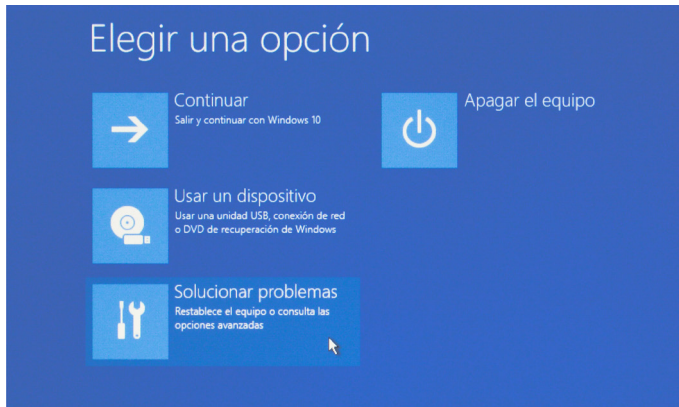 Elegir una opción
Continuar
Salir y continuar con Windows 10
Apagar el equipo
Usar un dispositivo
Usar una unidad USB, conexión de red
o DVD de recuperación de Windows
Solucionar problemas
Restablece el equipo o consulta las
opciones avanzadas